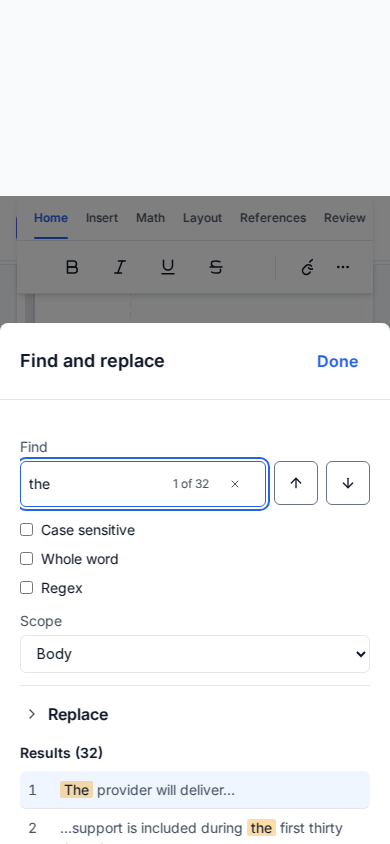 Home Insert Math Layout References Review
B I U S ...
Find and replace Done
Find
the 1 of 32 ×
Case sensitive
Whole word
Regex
Scope
Body
Replace
Results (32)
1 The provider will deliver...
2 ...support is included during the first thirty